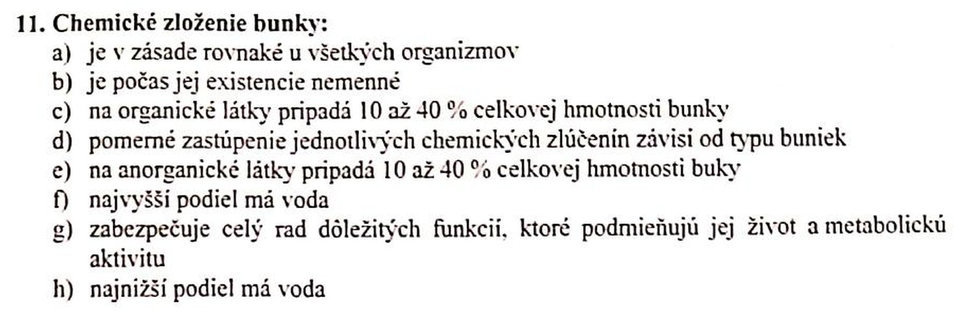 11. Chemické zloženie bunky:
a) je v zásade rovnaké u všetkých organizmov
b) je počas jej existencie nemenné
c) na organické látky pripadá 10 až 40 % celkovej hmotnosti bunky
d) pomerné zastúpenie jednotlivých chemických zlúčenín závisi od typu buniek
e) na anorganické látky pripadá 10 až 40 % celkovej hmotnosti buky
f) najvyšší podiel má voda
g) zabezpečuje celý rad dôležitých funkcií, ktoré podmieňujú jej život a metabolickú
aktivitu
h) najnižší podiel má voda